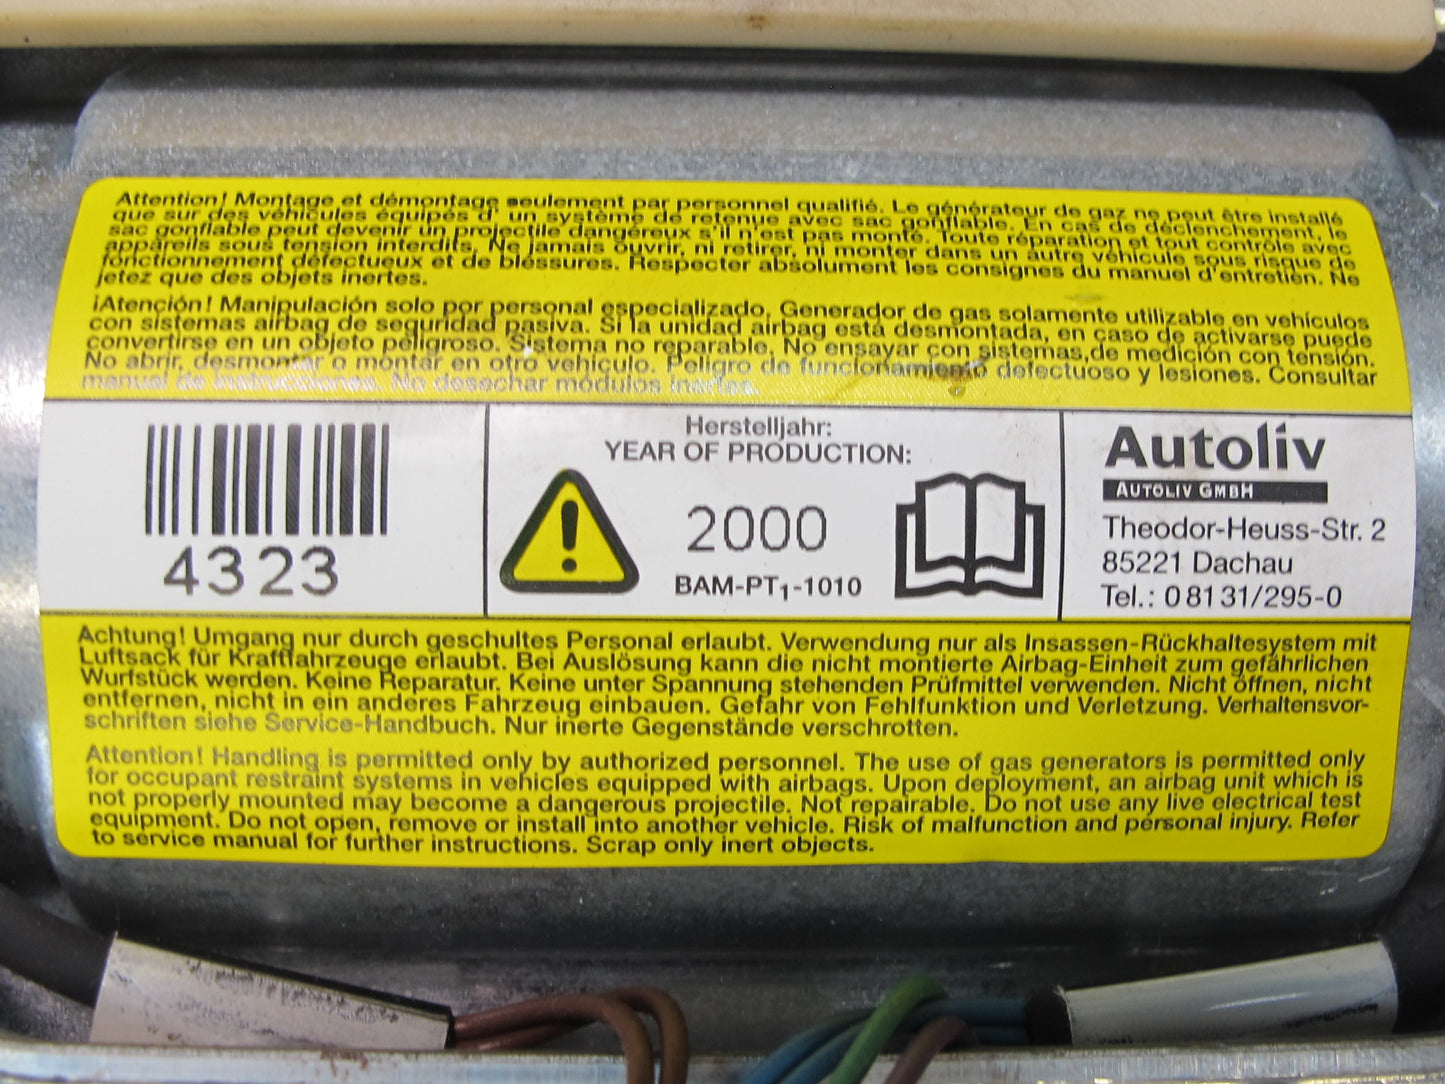 Attention! Montage et démontage seulement par personnel qualifié. Le générateur de gaz ne peut être installé
que sur des véhicules équipés d' un système de retenue avec sac gonflable. En cas de déclenchement, le
sac gonflable peut devenir un projectile dangéreux s'il n'est pas monté. Toute réparation et tout contrôle avec
appareils sous tension interdits. Ne jamais ouvrir, ni retirer, ni monter dans un autre véhicule sous risque de
fonctionnement défectueux et de bléssures. Respecter absolument les consignes du manuel d'entretien. Ne
jetez que des objets inertes.
¡Atención! Manipulación solo por personal especializado. Generador de gas solamente utilizable en vehículos
con sistemas airbag de seguridad pasiva. Si la unidad airbag está desmontada, en caso de activarse puede
convertirse en un objeto peligroso. Sistema no reparable. No ensayar con sistemas de medición con tensión.
No abrir, desmontar o montar en otro vehículo. Peligro de funcionamiento defectuoso y lesiones. Consultar
manual de instrucciones. No desechar módulos inertes.
4323
Herstelljahr:
YEAR OF PRODUCTION:
2000
BAM-PT1-1010
Autoliv
AUTOLIV GMBH
Theodor-Heuss-Str. 2
85221 Dachau
Tel.: 0 81 31/295-0
Achtung! Umgang nur durch geschultes Personal erlaubt. Verwendung nur als Insassen-Rückhaltesystem mit
Luftsack für Kraftfahrzeuge erlaubt. Bei Auslösung kann die nicht montierte Airbag-Einheit zum gefährlichen
Wurfstück werden. Keine Reparatur. Keine unter Spannung stehenden Prüfmittel verwenden. Nicht öffnen, nicht
entfernen, nicht in ein anderes Fahrzeug einbauen. Gefahr von Fehlfunktion und Verletzung. Verhaltensvor-
schriften siehe Service-Handbuch. Nur inerte Gegenstände verschrotten.
Attention! Handling is permitted only by authorized personnel. The use of gas generators is permitted only
for occupant restraint systems in vehicles equipped with airbags. Upon deployment, an airbag unit which is
not properly mounted may become a dangerous projectile. Not repairable. Do not use any live electrical test
equipment. Do not open, remove or install into another vehicle. Risk of malfunction and personal injury. Refer
to service manual for further instructions. Scrap only inert objects.